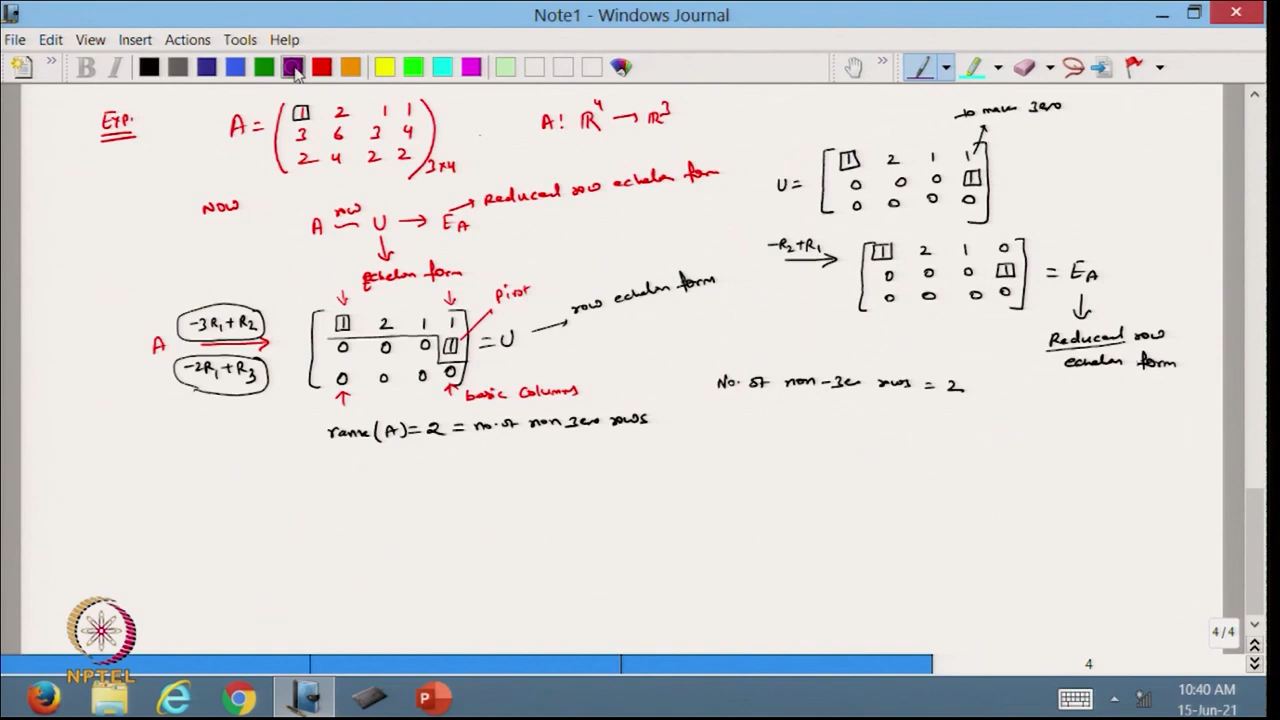 Note1 - Windows Journal
File Edit View Insert Actions Tools Help
Exp.
A = ( 1 2 1 1
3 6 3 4
2 4 2 2 ) 3x4
A: ℝ⁴ → ℝ³
Now
A row ~ U → E_A → Reduced row echelon form
echelon form
A -3R₁+R₂
-2R₁+R₃
[ 1 2 1 1
0 0 0 1
0 0 0 0 ] = U → row echelon form
Pivot
basic columns
rank(A) = 2 = no. of non zero rows
to make zero
U = [ 1 2 1 1
0 0 0 1
0 0 0 0 ]
-R₂+R₁
[ 1 2 1 0
0 0 0 1
0 0 0 0 ] = E_A
Reduced row
echelon form
No. of non-zero rows = 2
4/4
4
NPTEL
10:40 AM
15-Jun-21